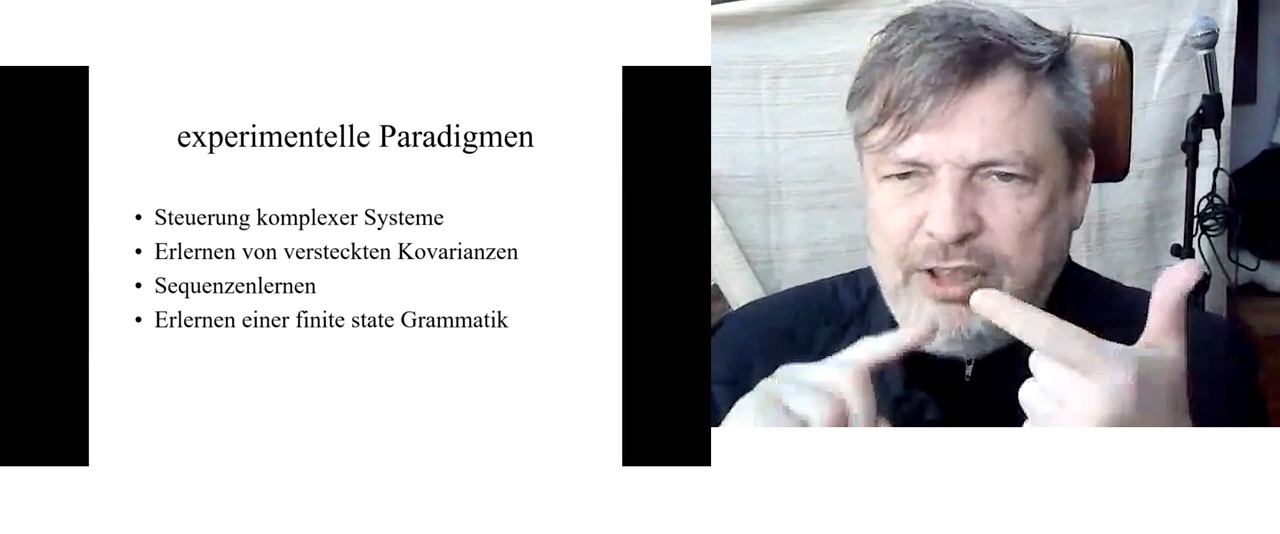 experimentelle Paradigmen
• Steuerung komplexer Systeme
• Erlernen von versteckten Kovarianzen
• Sequenzenlernen
• Erlernen einer finite state Grammatik